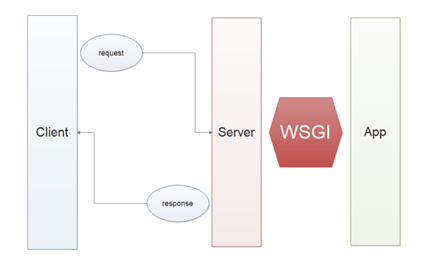 request
Client
Server
WSGI
App
response